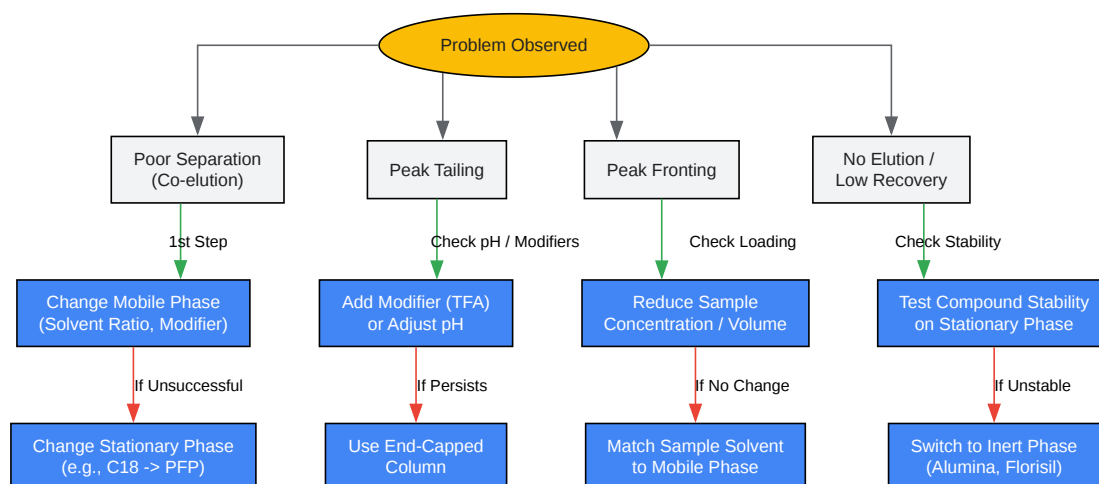 Problem Observed
Poor Separation
(Co-elution)
Peak Tailing
Peak Fronting
No Elution /
Low Recovery
1st Step
Check pH / Modifiers
Check Loading
Check Stability
Change Mobile Phase
(Solvent Ratio, Modifier)
Add Modifier (TFA)
or Adjust pH
Reduce Sample
Concentration / Volume
Test Compound Stability
on Stationary Phase
If Unsuccessful
If Persists
If No Change
If Unstable
Change Stationary Phase
(e.g., C18 -> PFP)
Use End-Capped
Column
Match Sample Solvent
to Mobile Phase
Switch to Inert Phase
(Alumina, Florisil)